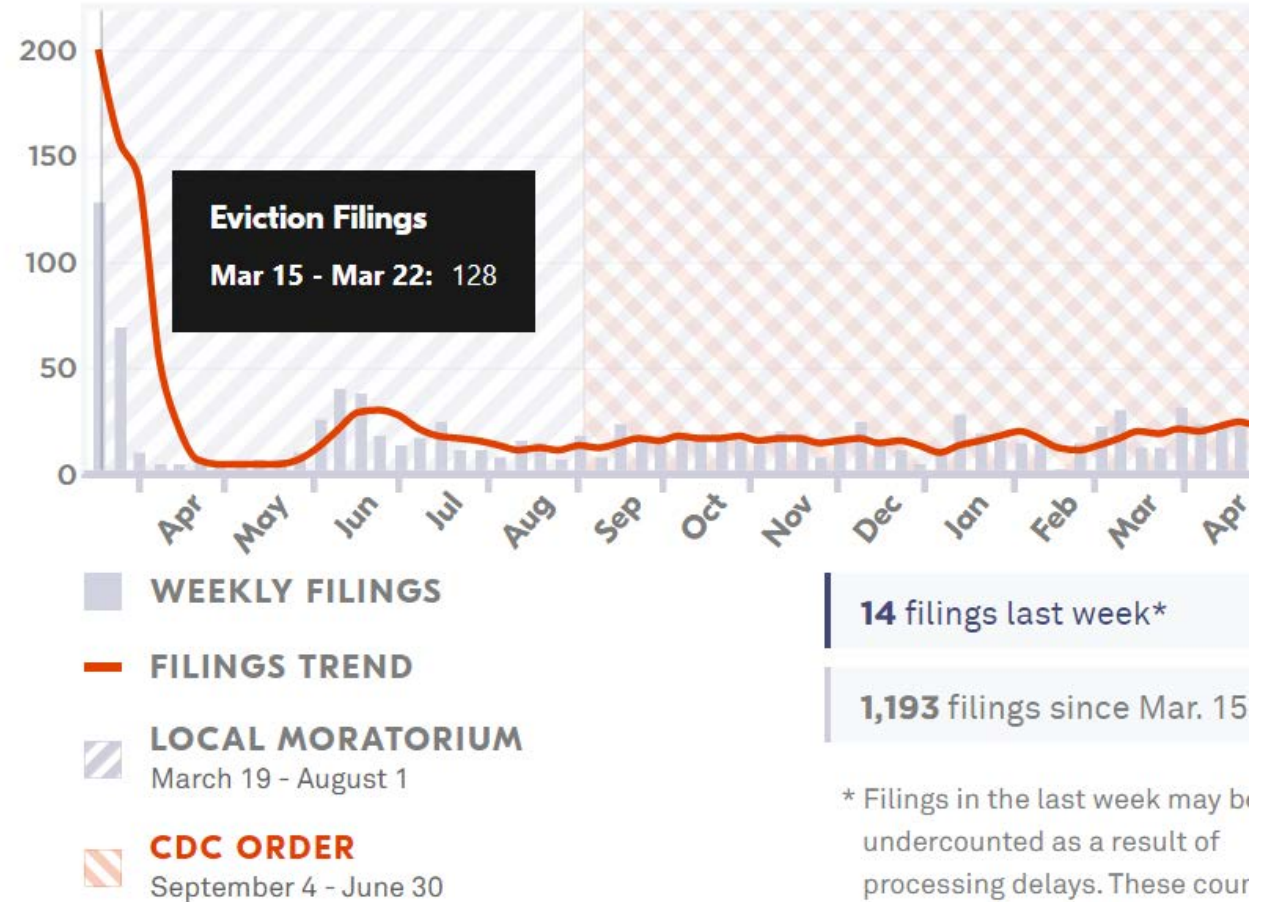 200
150
100
50
0
Eviction Filings
Mar 15 - Mar 22: 128
Apr May Jun Jul Aug Sep Oct Nov Dec Jan Feb Mar Apr
WEEKLY FILINGS
FILINGS TREND
LOCAL MORATORIUM
March 19 - August 1
CDC ORDER
September 4 - June 30
14 filings last week*
1,193 filings since Mar. 15
* Filings in the last week may be
undercounted as a result of
processing delays. These